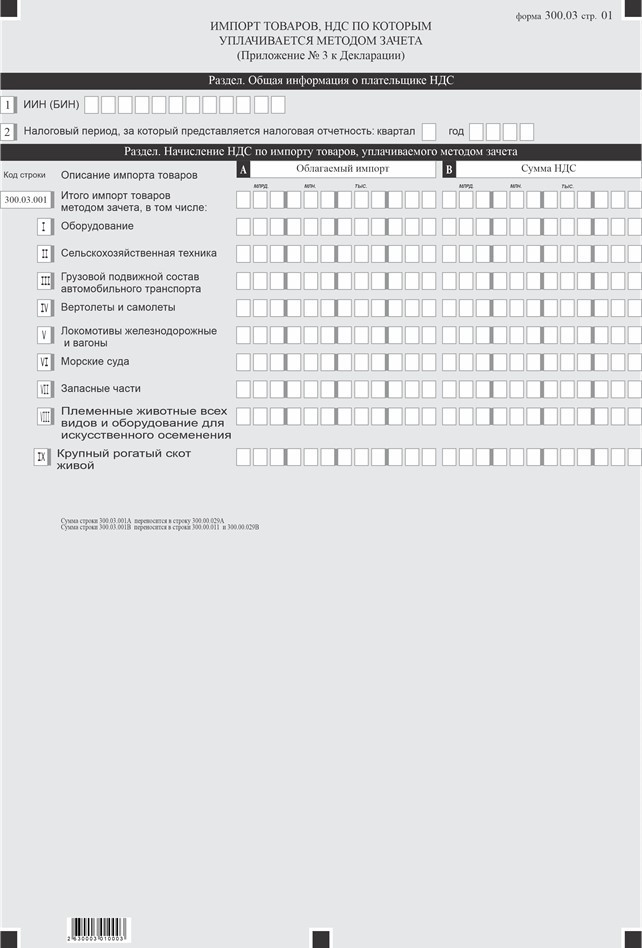 форма 300.03 стр. 01
ИМПОРТ ТОВАРОВ, НДС ПО КОТОРЫМ
УПЛАЧИВАЕТСЯ МЕТОДОМ ЗАЧЕТА
(Приложение № 3 к Декларации)
Раздел. Общая информация о плательщике НДС
1 ИИН (БИН)
2 Налоговый период, за который представляется налоговая отчетность: квартал год
Раздел. Начисление НДС по импорту товаров, уплачиваемого методом зачета
Код строки Описание импорта товаров A Облагаемый импорт B Сумма НДС
МЛРД. МЛН. ТЫС. МЛРД. МЛН. ТЫС.
300.03.001 Итого импорт товаров
методом зачета, в том числе:
I Оборудование
II Сельскохозяйственная техника
III Грузовой подвижной состав
автомобильного транспорта
IV Вертолеты и самолеты
V Локомотивы железнодорожные
и вагоны
VI Морские суда
VII Запасные части
VIII Племенные животные всех
видов и оборудование для
искусственного осеменения
IX Крупный рогатый скот
живой
Сумма строки 300.03.001А переносится в строку 300.00.029А
Сумма строки 300.03.001В переносится в строки 300.00.011 и 300.00.029В
2630003010003